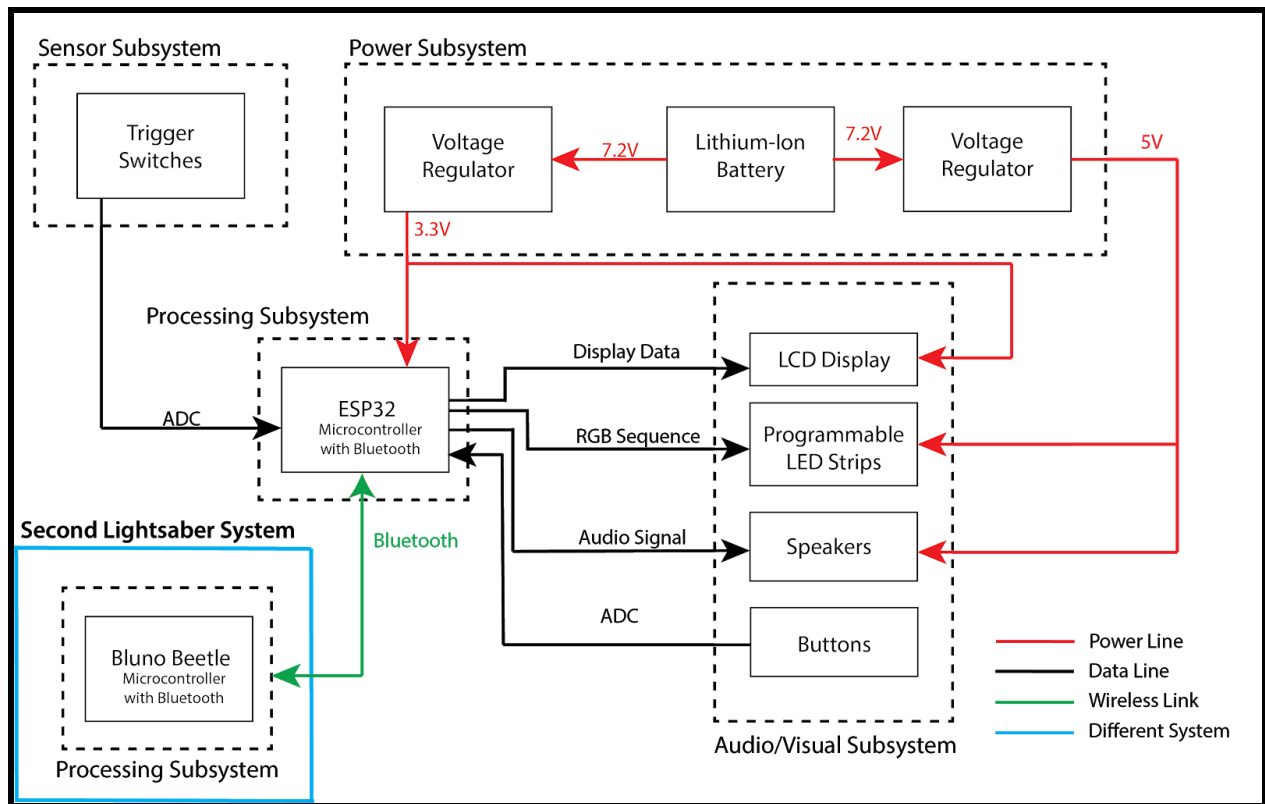 Sensor Subsystem
Power Subsystem
Trigger
Switches
Voltage
Regulator
7.2V
Lithium-Ion
Battery
7.2V
Voltage
Regulator
5V
3.3V
Processing Subsystem
ESP32
Microcontroller
with Bluetooth
ADC
Display Data
LCD Display
RGB Sequence
Programmable
LED Strips
Audio Signal
Speakers
ADC
Buttons
Audio/Visual Subsystem
Bluetooth
Second Lightsaber System
Bluno Beetle
Microcontroller
with Bluetooth
Processing Subsystem
Power Line
Data Line
Wireless Link
Different System